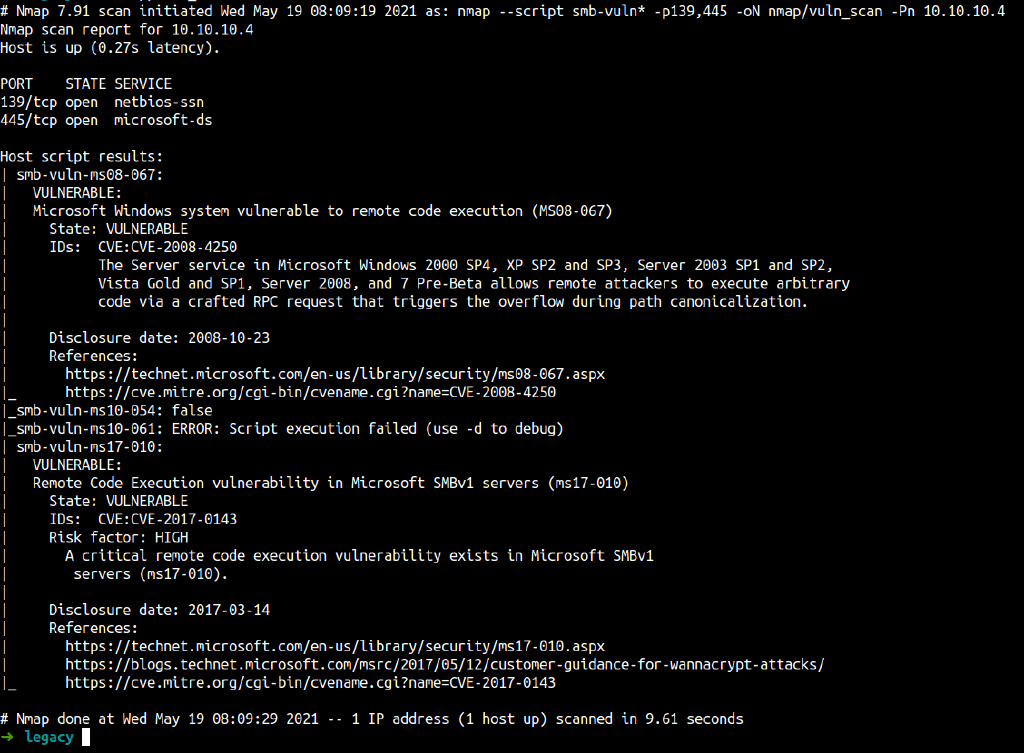 # Nmap 7.91 scan initiated Wed May 19 08:09:19 2021 as: nmap --script smb-vuln* -p139,445 -oN nmap/vuln_scan -Pn 10.10.10.4
Nmap scan report for 10.10.10.4
Host is up (0.27s latency).

PORT    STATE SERVICE
139/tcp open  netbios-ssn
445/tcp open  microsoft-ds

Host script results:
| smb-vuln-ms08-067:
|   VULNERABLE:
|   Microsoft Windows system vulnerable to remote code execution (MS08-067)
|     State: VULNERABLE
|     IDs:  CVE:CVE-2008-4250
|           The Server service in Microsoft Windows 2000 SP4, XP SP2 and SP3, Server 2003 SP1 and SP2,
|           Vista Gold and SP1, Server 2008, and 7 Pre-Beta allows remote attackers to execute arbitrary
|           code via a crafted RPC request that triggers the overflow during path canonicalization.
|
|     Disclosure date: 2008-10-23
|     References:
|       https://technet.microsoft.com/en-us/library/security/ms08-067.aspx
|_      https://cve.mitre.org/cgi-bin/cvename.cgi?name=CVE-2008-4250
|_smb-vuln-ms10-054: false
|_smb-vuln-ms10-061: ERROR: Script execution failed (use -d to debug)
| smb-vuln-ms17-010:
|   VULNERABLE:
|   Remote Code Execution vulnerability in Microsoft SMBv1 servers (ms17-010)
|     State: VULNERABLE
|     IDs:  CVE:CVE-2017-0143
|     Risk factor: HIGH
|       A critical remote code execution vulnerability exists in Microsoft SMBv1
|        servers (ms17-010).
|
|     Disclosure date: 2017-03-14
|     References:
|       https://technet.microsoft.com/en-us/library/security/ms17-010.aspx
|       https://blogs.technet.microsoft.com/msrc/2017/05/12/customer-guidance-for-wannacrypt-attacks/
|_      https://cve.mitre.org/cgi-bin/cvename.cgi?name=CVE-2017-0143

# Nmap done at Wed May 19 08:09:29 2021 -- 1 IP address (1 host up) scanned in 9.61 seconds
→ legacy